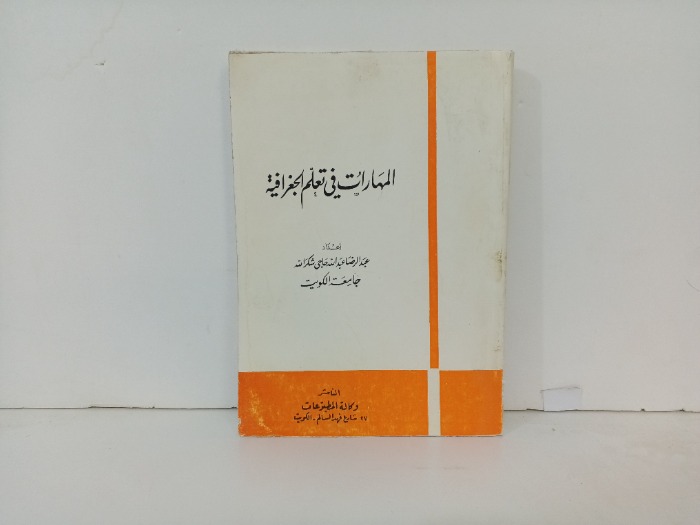 المهارات في تعلم الجغرافية
إعداد
عبد الرضا عبد الله حاجي شكر الله
جامعة الكويت
الناشر
وكالة المطبوعات
٢٧ شارع فهد السالم - الكويت